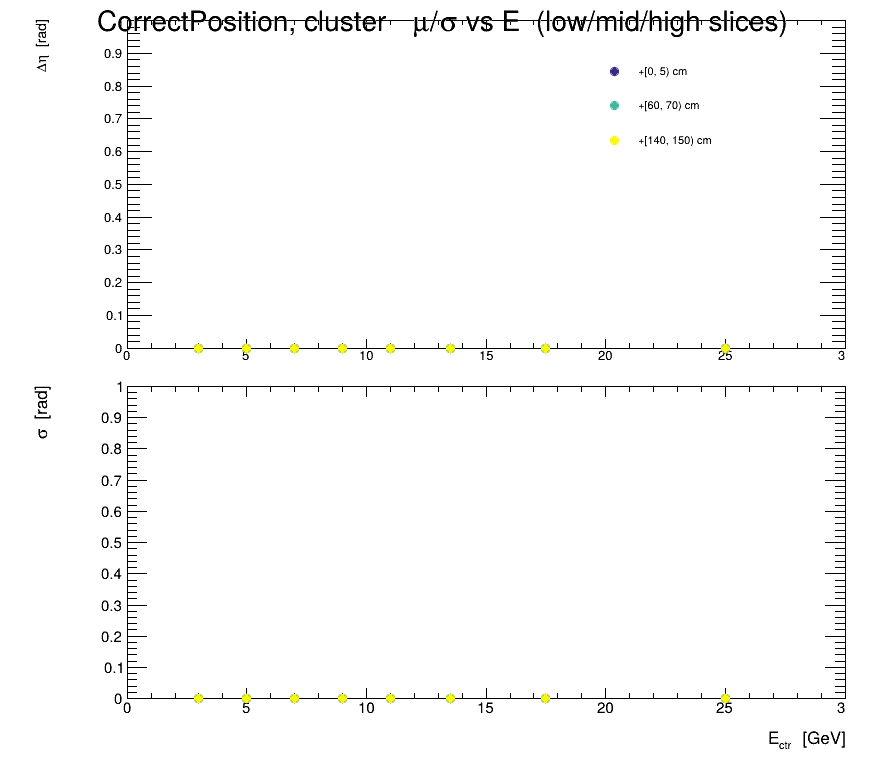 CorrectPosition, cluster μ/σ vs E (low/mid/high slices)
Δη [rad]
0.9
0.8
0.7
0.6
0.5
0.4
0.3
0.2
0.1
0
+[0, 5) cm
+[60, 70) cm
+[140, 150) cm
0 5 10 15 20 25 3
σ [rad]
1
0.9
0.8
0.7
0.6
0.5
0.4
0.3
0.2
0.1
0
0 5 10 15 20 25 3
E_ctr [GeV]